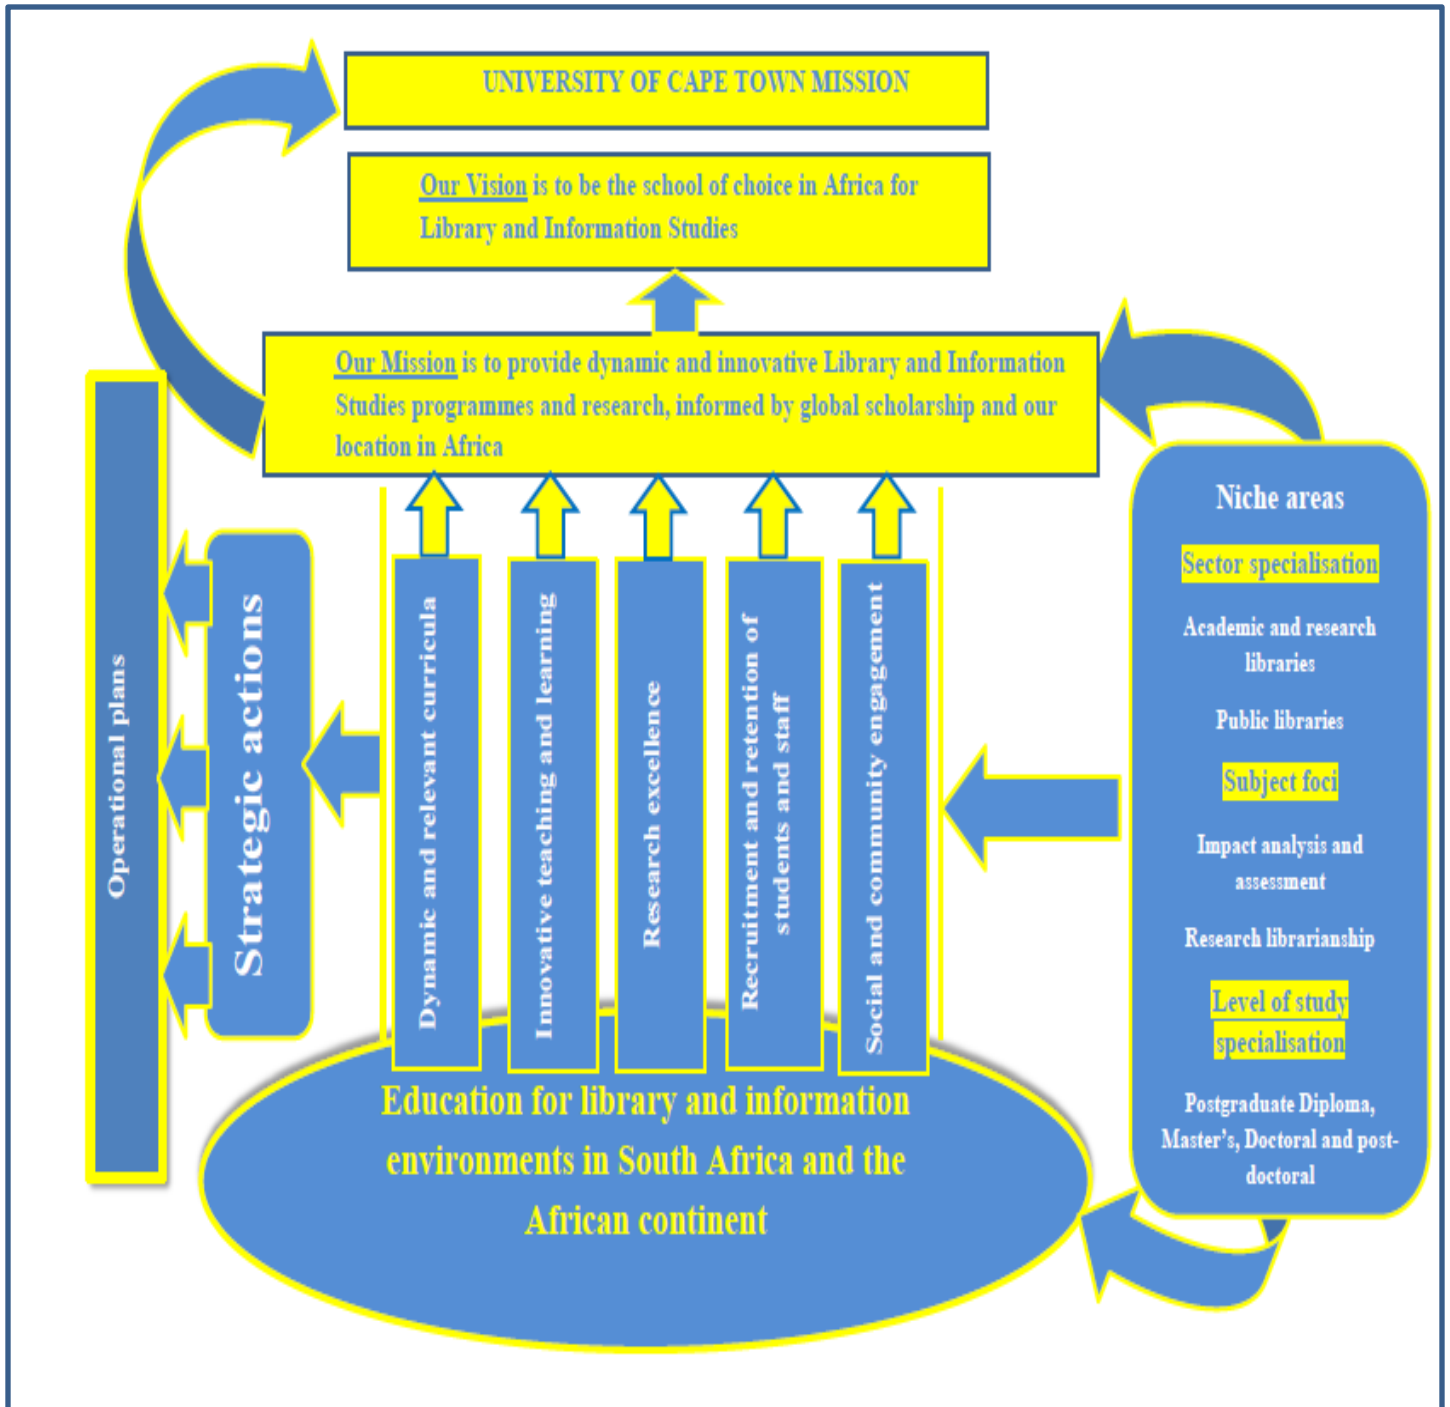 UNIVERSITY OF CAPE TOWN MISSION
Our Vision is to be the school of choice in Africa for
Library and Information Studies
Our Mission is to provide dynamic and innovative Library and Information
Studies programmes and research, informed by global scholarship and our
location in Africa
Operational plans
Strategic actions
Dynamic and relevant curricula
Innovative teaching and learning
Research excellence
Recruitment and retention of
students and staff
Social and community engagement
Education for library and information
environments in South Africa and the
African continent
Niche areas
Sector specialisation
Academic and research
libraries
Public libraries
Subject foci
Impact analysis and
assessment
Research librarianship
Level of study
specialisation
Postgraduate Diploma,
Master's, Doctoral and post-
doctoral